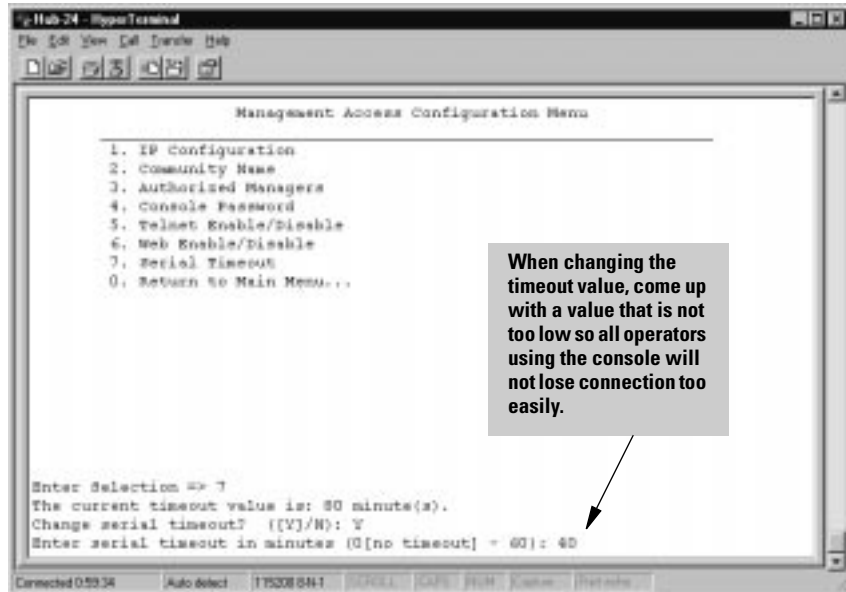 Hub-24 - HyperTerminal
File Edit View Call Transfer Help
Management Access Configuration Menu
1. IP Configuration
2. Community Name
3. Authorized Managers
4. Console Password
5. Telnet Enable/Disable
6. Web Enable/Disable
7. Serial Timeout
0. Return to Main Menu...
When changing the
timeout value, come up
with a value that is not
too low so all operators
using the console will
not lose connection too
easily.
Enter Selection => 7
The current timeout value is: minute(s).
Change serial timeout? ([Y]/N): Y
Enter serial timeout in minutes (0[no timeout] - 60):
Connected 0:59:34 Auto detect 115200 8-N-1 SCROLL CAPS NUM Capture Print echo